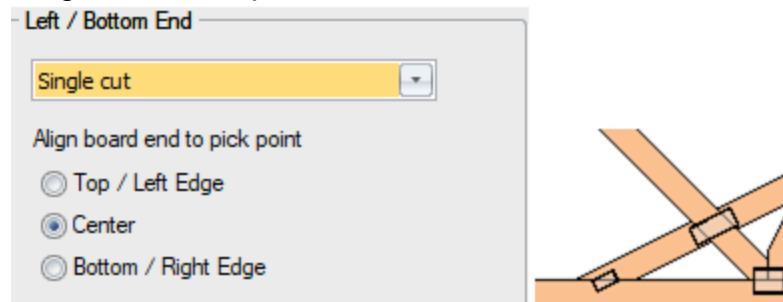 Left / Bottom End
Single cut
Align board end to pick point
Top / Left Edge
Center
Bottom / Right Edge